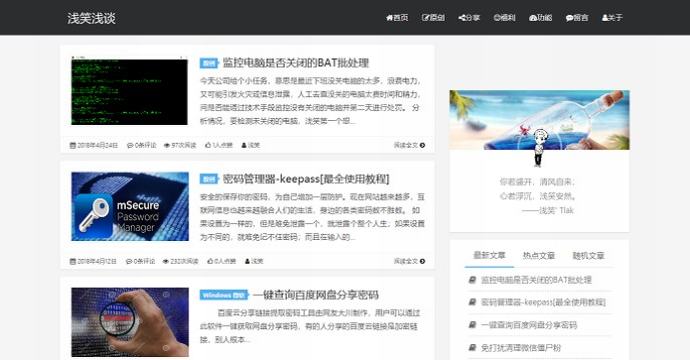 浅笑浅谈
首页 原创 分享 福利 功能 留言 关于
原创 监控电脑是否关闭的BAT批处理
今天公司给个小任务，意思是最近下班没关电脑的太多，浪费电力，
又可能引发火灾或信息泄露，人工去查没关的电脑太费时间和精力，
问是否能通过技术手段监控没有关闭的电脑并第二天进行处罚。 分
析情况，要检测未关闭的电脑，浅笑第一个想...
2018年4月24日 0条评论 97次阅读 1人点赞 浅笑 阅读全文
mSecure
Password
Manager
密码管理器-keepass[最全使用教程]
安全的保存你的密码，为自己增加一层防护。现在网站越来越多，互
联网信息也越来越融合人们的生活，身边的各类密码数不胜数。 如
果设置为一样的，但是难免泄露一个，就泄露个整个人生；如果设置
为不同的，就难免记不住密码；而且在输入的...
2018年4月12日 0条评论 232次阅读 0人点赞 浅笑 阅读全文
Windows 一键查询百度网盘分享密码
百度云分享链接提取密码工具由网友大川制作，用户可以通过
此软件一键获取网盘分享密码，有的人分享的百度云链接是加密链
接，别人根本...
你若盛开，清风自来；
心若浮沉，浅笑安然。
——浅笑' Tlak
最新文章 热点文章 随机文章
监控电脑是否关闭的BAT批处理
密码管理器-keepass[最全使用教程]
一键查询百度网盘分享密码
免打扰清理微信僵尸粉